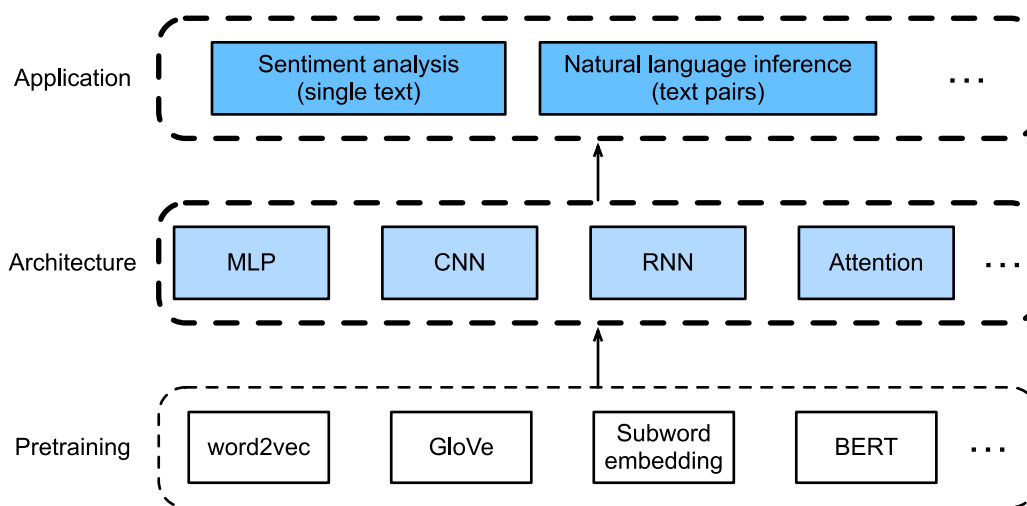 Application
Sentiment analysis
(single text)
Natural language inference
(text pairs)
...
Architecture
MLP
CNN
RNN
Attention
...
Pretraining
word2vec
GloVe
Subword
embedding
BERT
...